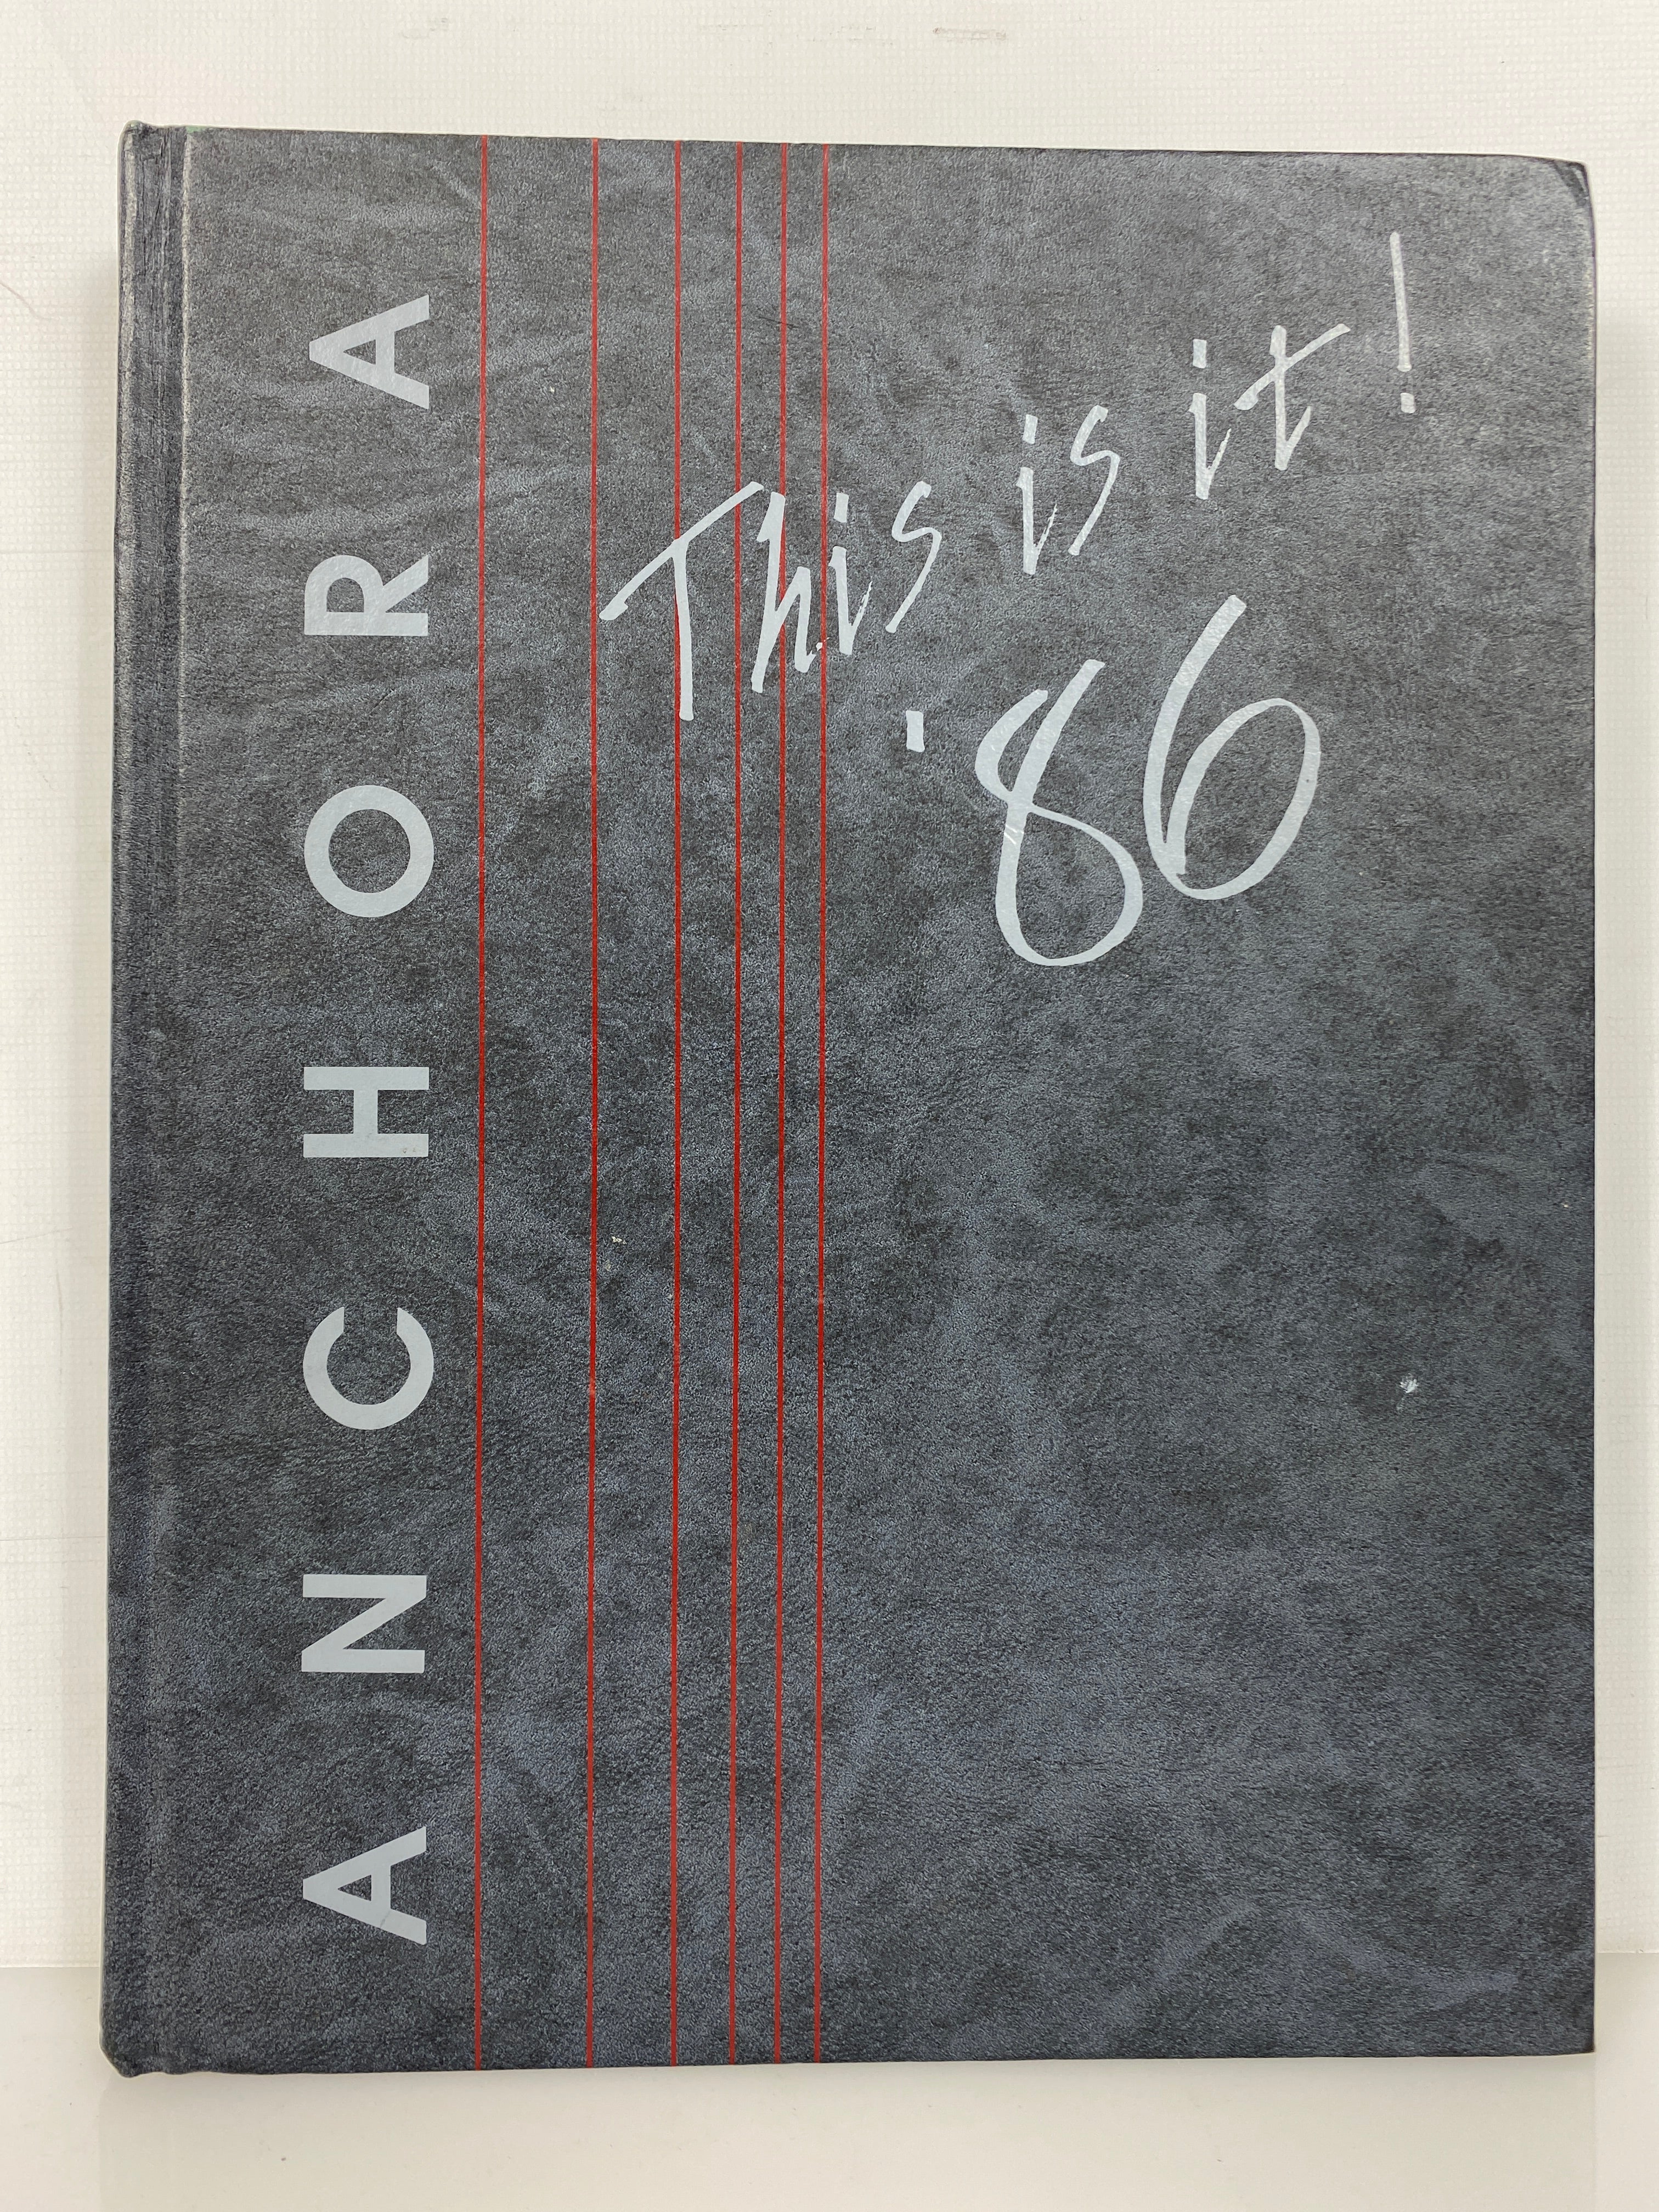 ANCHORA
This is it!
'86